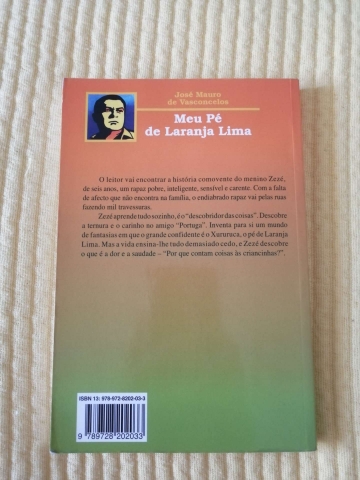 José Mauro
de Vasconcelos
Meu Pé
de Laranja Lima
O leitor vai encontrar a história comovente do menino Zezé,
de seis anos, um rapaz pobre, inteligente, sensível e carente. Com a falta
de afecto que não encontra na família, o endiabrado rapaz vai pelas ruas
fazendo mil travessuras.
Zezé aprende tudo sozinho, é o "descobridor das coisas". Descobre
a ternura e o carinho no amigo "Portuga". Inventa para si um mundo
de fantasias em que o grande confidente é o Xururuca, o pé de Laranja
Lima. Mas a vida ensina-lhe tudo demasiado cedo, e Zezé descobre
o que é a dor e a saudade – "Por que contam coisas às criancinhas?".
ISBN 13: 978-972-8202-03-3
9 789728 202033